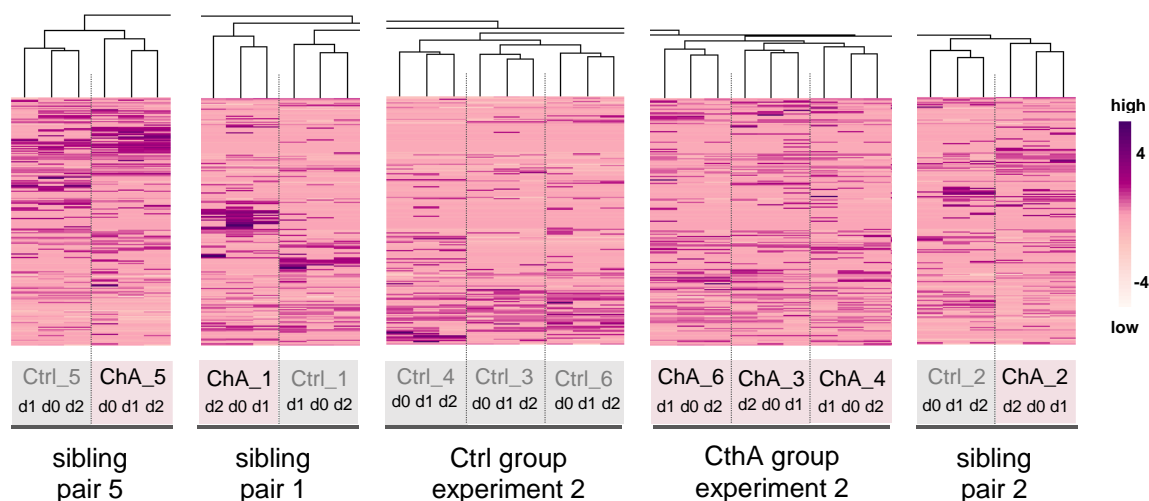 high
4
-4
low
Ctrl_5 ChA_5 ChA_1 Ctrl_1 Ctrl_4 Ctrl_3 Ctrl_6 ChA_6 ChA_3 ChA_4 Ctrl_2 ChA_2
d1 d0 d2 d0 d1 d2 d2 d0 d1 d1 d0 d2 d0 d1 d2 d0 d1 d2 d0 d1 d2 d1 d0 d2 d2 d0 d1 d1 d0 d2 d0 d1 d2 d2 d0 d1
sibling pair 5
sibling pair 1
Ctrl group experiment 2
CthA group experiment 2
sibling pair 2